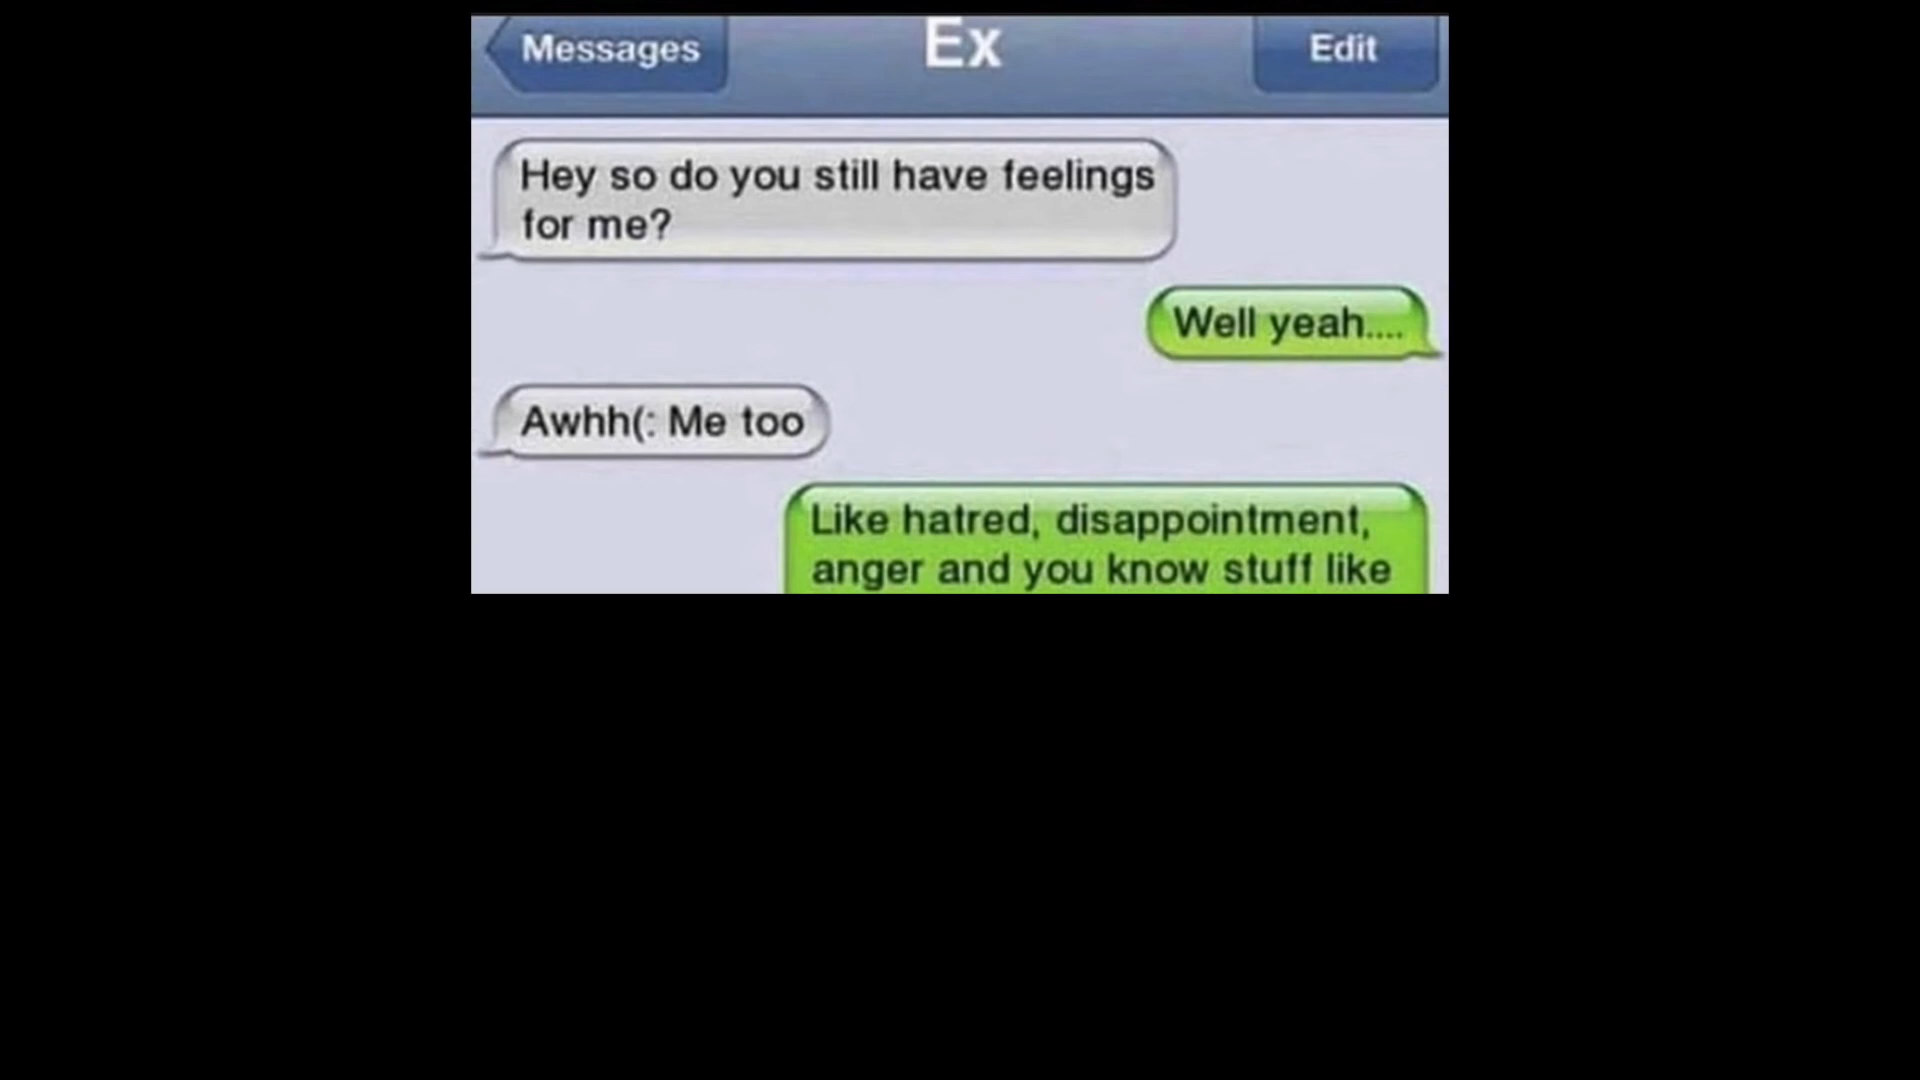 Messages
Ex
Edit
Hey so do you still have feelings
for me?
Well yeah....
Awhh(: Me too
Like hatred, disappointment,
anger and you know stuff like